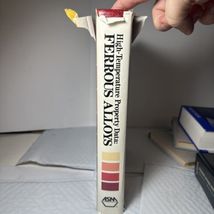 High-Temperature Property Data:
FERROUS ALLOYS
ASM